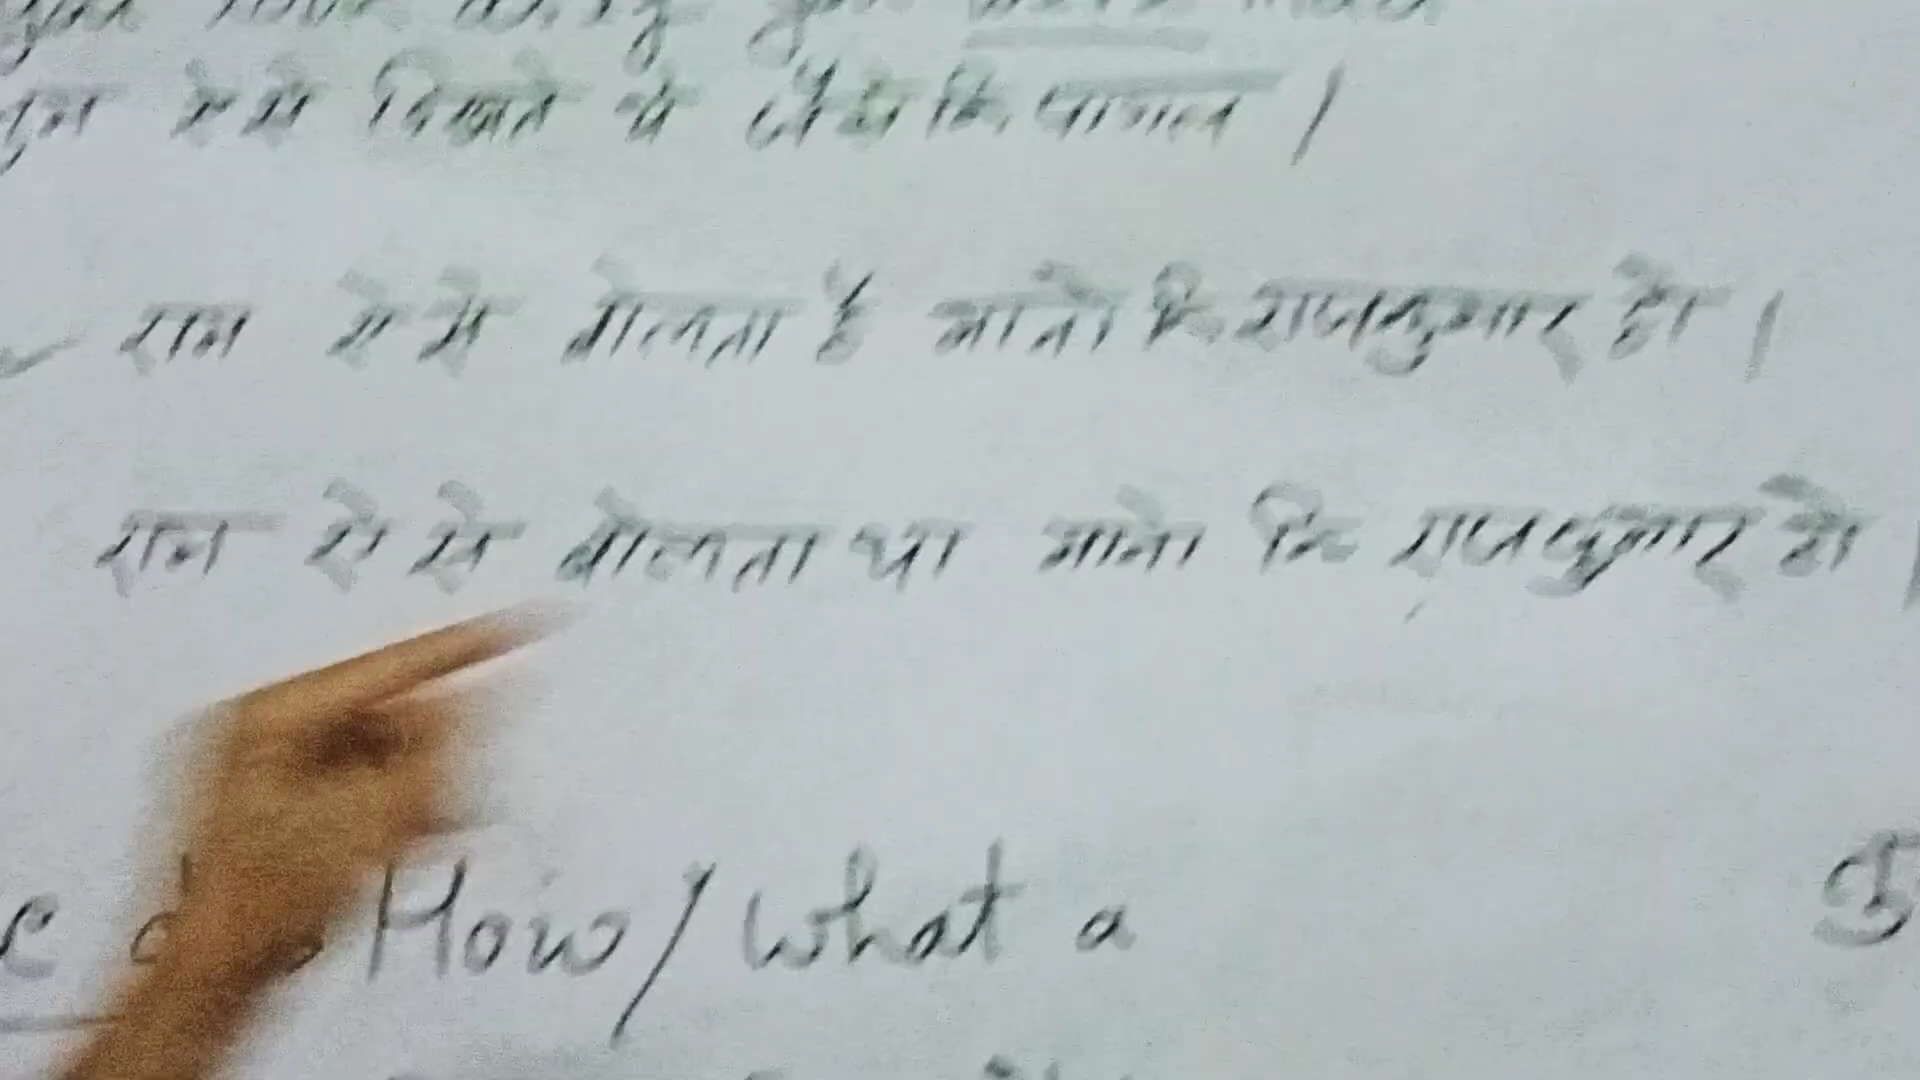 तुम ऐसे दिखते थे जैसे कि पागल ।
राम ऐसे बोलता है मानो कि राजकुमार हो ।
राम ऐसे बोलता था मानो कि राजकुमार हो ।
How / What a